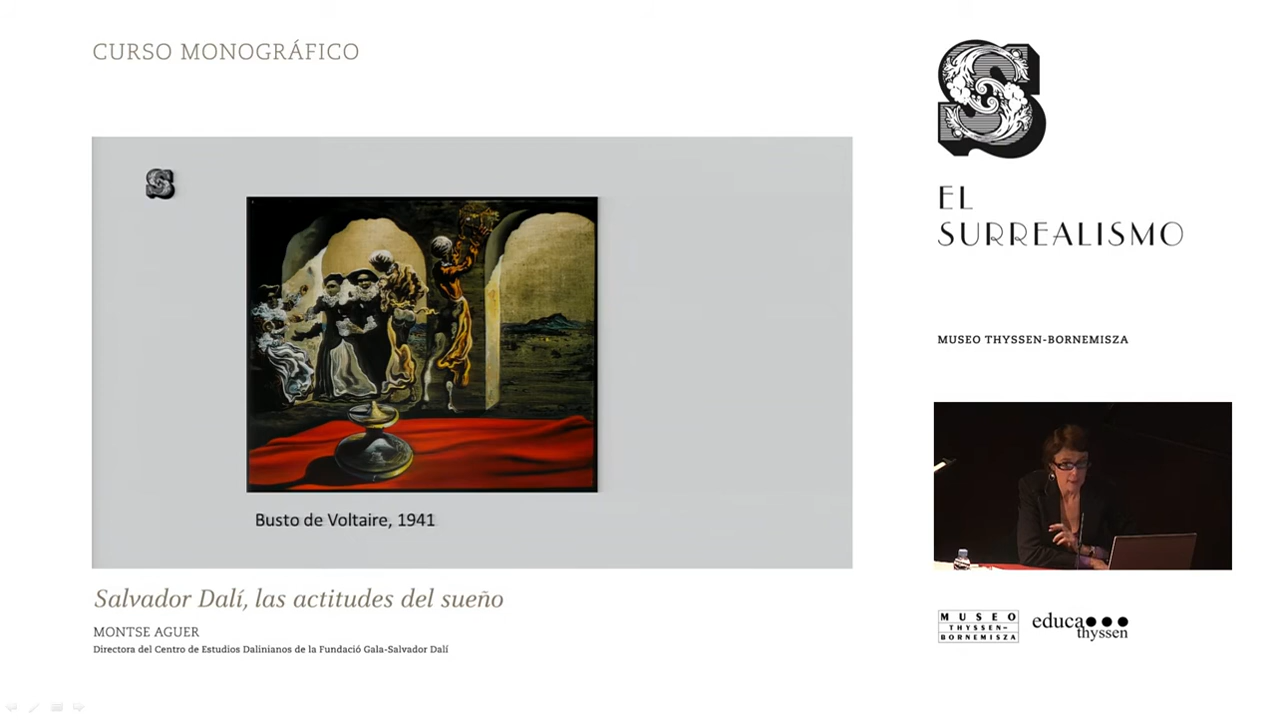 CURSO MONOGRÁFICO
S
S
EL
SURREALISMO
MUSEO THYSSEN-BORNEMISZA
Busto de Voltaire, 1941
Salvador Dalí, las actitudes del sueño
MONTSE AGUER
Directora del Centro de Estudios Dalinianos de la Fundació Gala-Salvador Dalí
MUSEO
THYSSEN-
BORNEMISZA
educa
thyssen